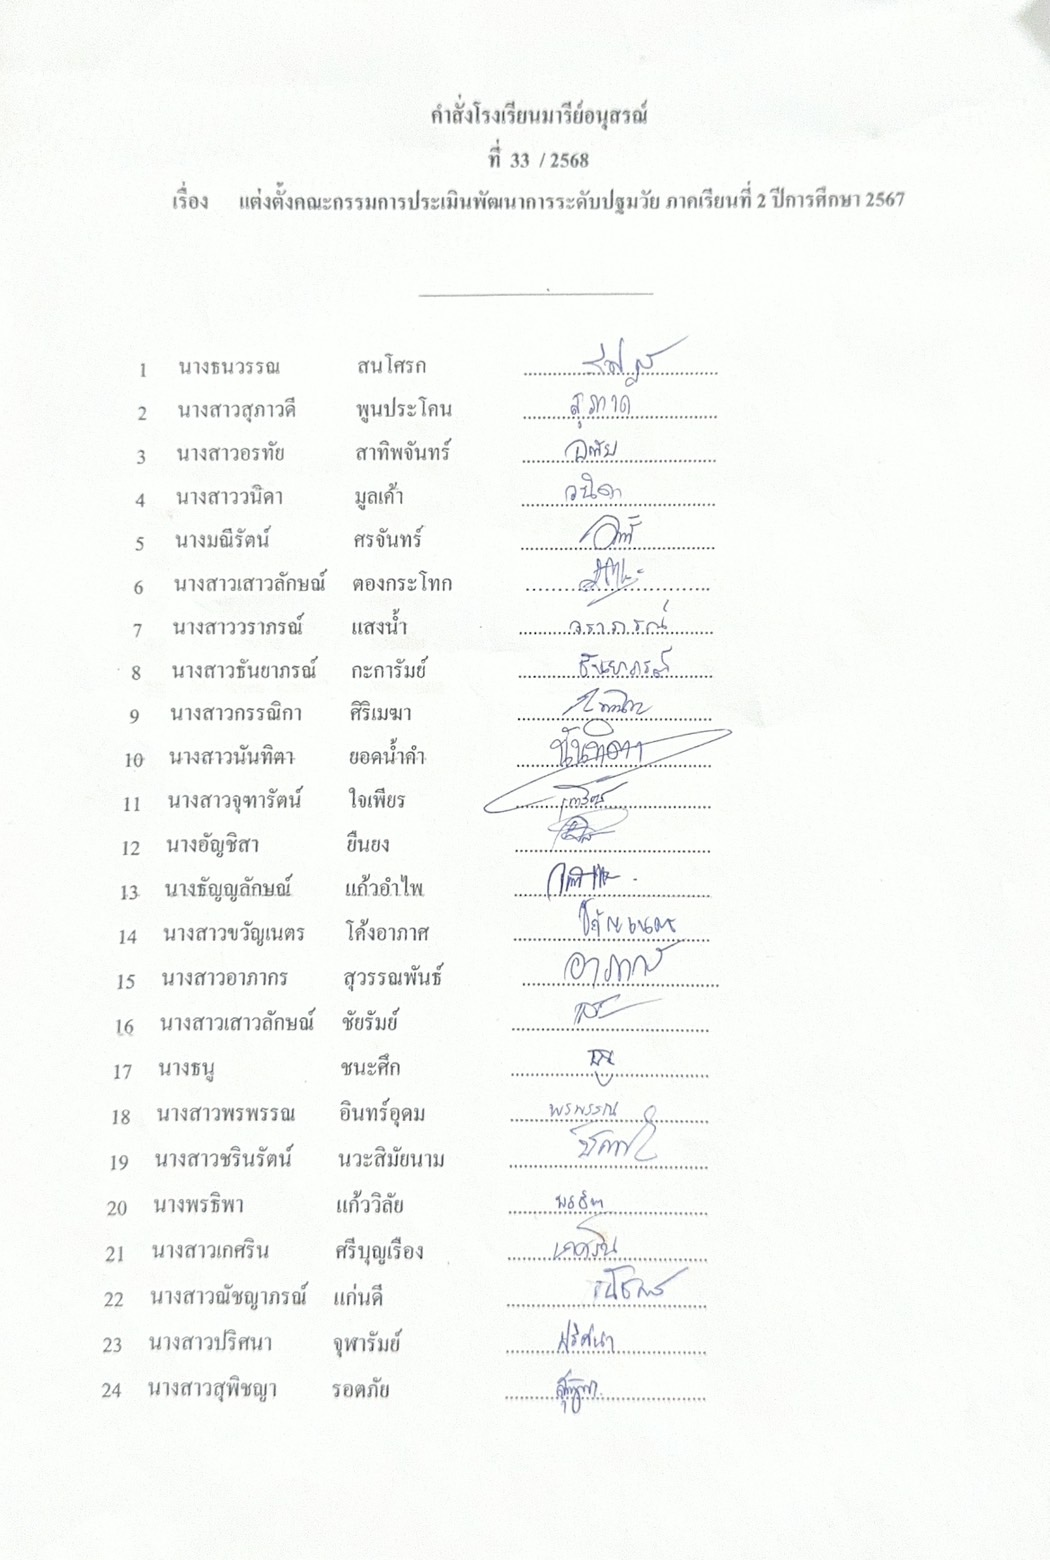 คำสั่งโรงเรียนมารีย์อนุสรณ์
ที่ 33 / 2568
เรื่อง แต่งตั้งคณะกรรมการประเมินพัฒนาการระดับปฐมวัย ภาคเรียนที่ 2 ปีการศึกษา 2567
1 นางธนวรรณ สนโศรก
2 นางสาวสุภาวดี พูนประโคน สุภาวดี
3 นางสาวอรทัย สาทิพจันทร์ อรทัย
4 นางสาววนิดา มูลเค้า วนิดา
5 นางมณีรัตน์ ศรจันทร์
6 นางสาวเสาวลักษณ์ ตองกระโทก
7 นางสาววราภรณ์ แสงน้ำ วราภรณ์
8 นางสาวธันยาภรณ์ กะการัมย์ ธันยาภรณ์
9 นางสาวกรรณิกา ศิริเมฆา
10 นางสาวนันทิตา ยอดน้ำคำ นันทิตา
11 นางสาวจุฑารัตน์ ใจเพียร
12 นางอัญชิสา ยืนยง
13 นางธัญญลักษณ์ แก้วอำไพ
14 นางสาวขวัญเนตร โค้งอาภาศ ขวัญเนตร
15 นางสาวอาภากร สุวรรณพันธ์ อาภากร
16 นางสาวเสาวลักษณ์ ชัยรัมย์
17 นางธนู ชนะศึก ธนู
18 นางสาวพรพรรณ อินทร์อุดม พรพรรณ
19 นางสาวชรินรัตน์ นวะสิมัยนาม
20 นางพรธิพา แก้ววิลัย พรธิพา
21 นางสาวเกศริน ศรีบุญเรือง เกศริน
22 นางสาวณัชญาภรณ์ แก่นดี
23 นางสาวปริศนา จุฬารัมย์ ปริศนา
24 นางสาวสุพิชญา รอดภัย